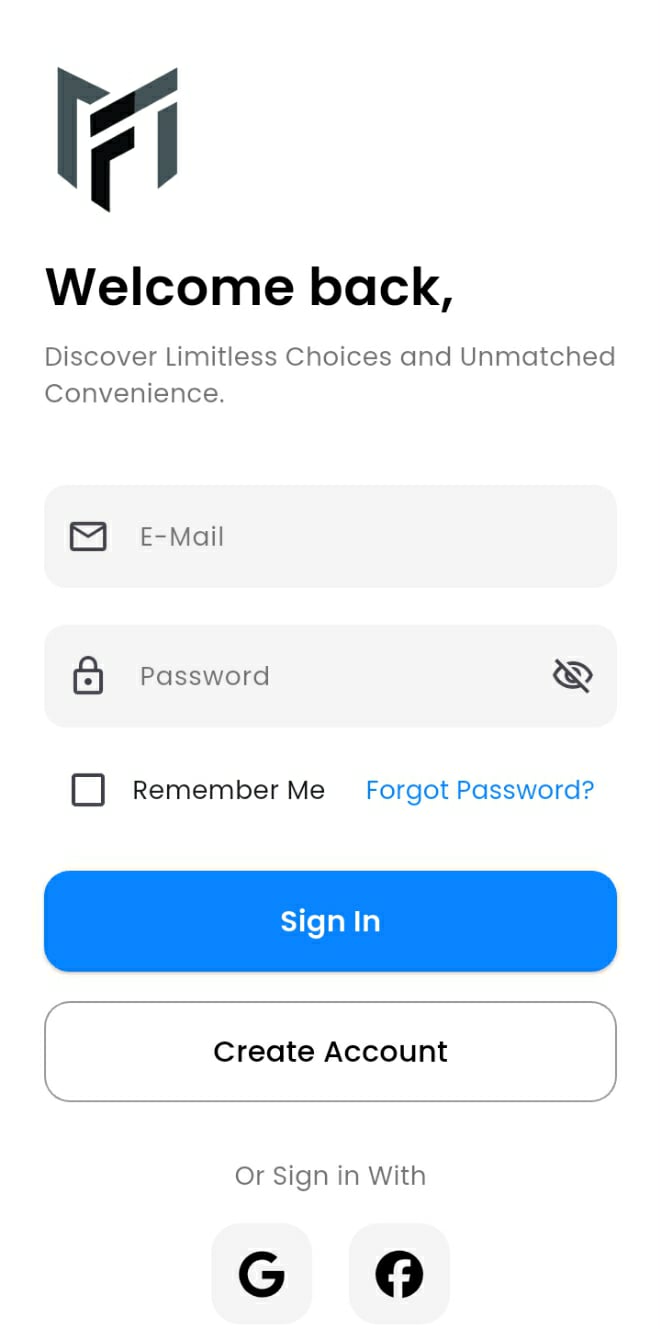 Welcome back,
Discover Limitless Choices and Unmatched
Convenience.
E-Mail
Password
Remember Me Forgot Password?
Sign In
Create Account
Or Sign in With